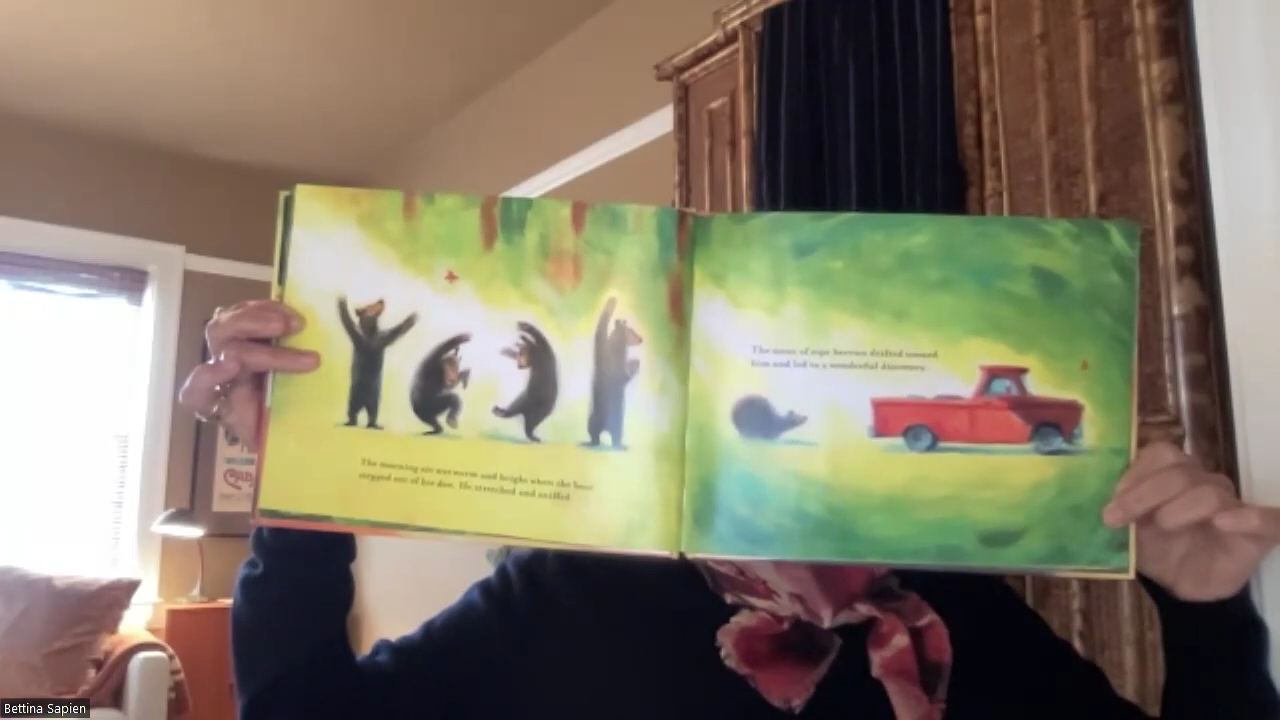 The morning air was warm and bright when the bear
stepped out of his den. He stretched and sniffed
The scent of ripe berries drifted toward
him and led to a wonderful discovery.
Bettina Sapien